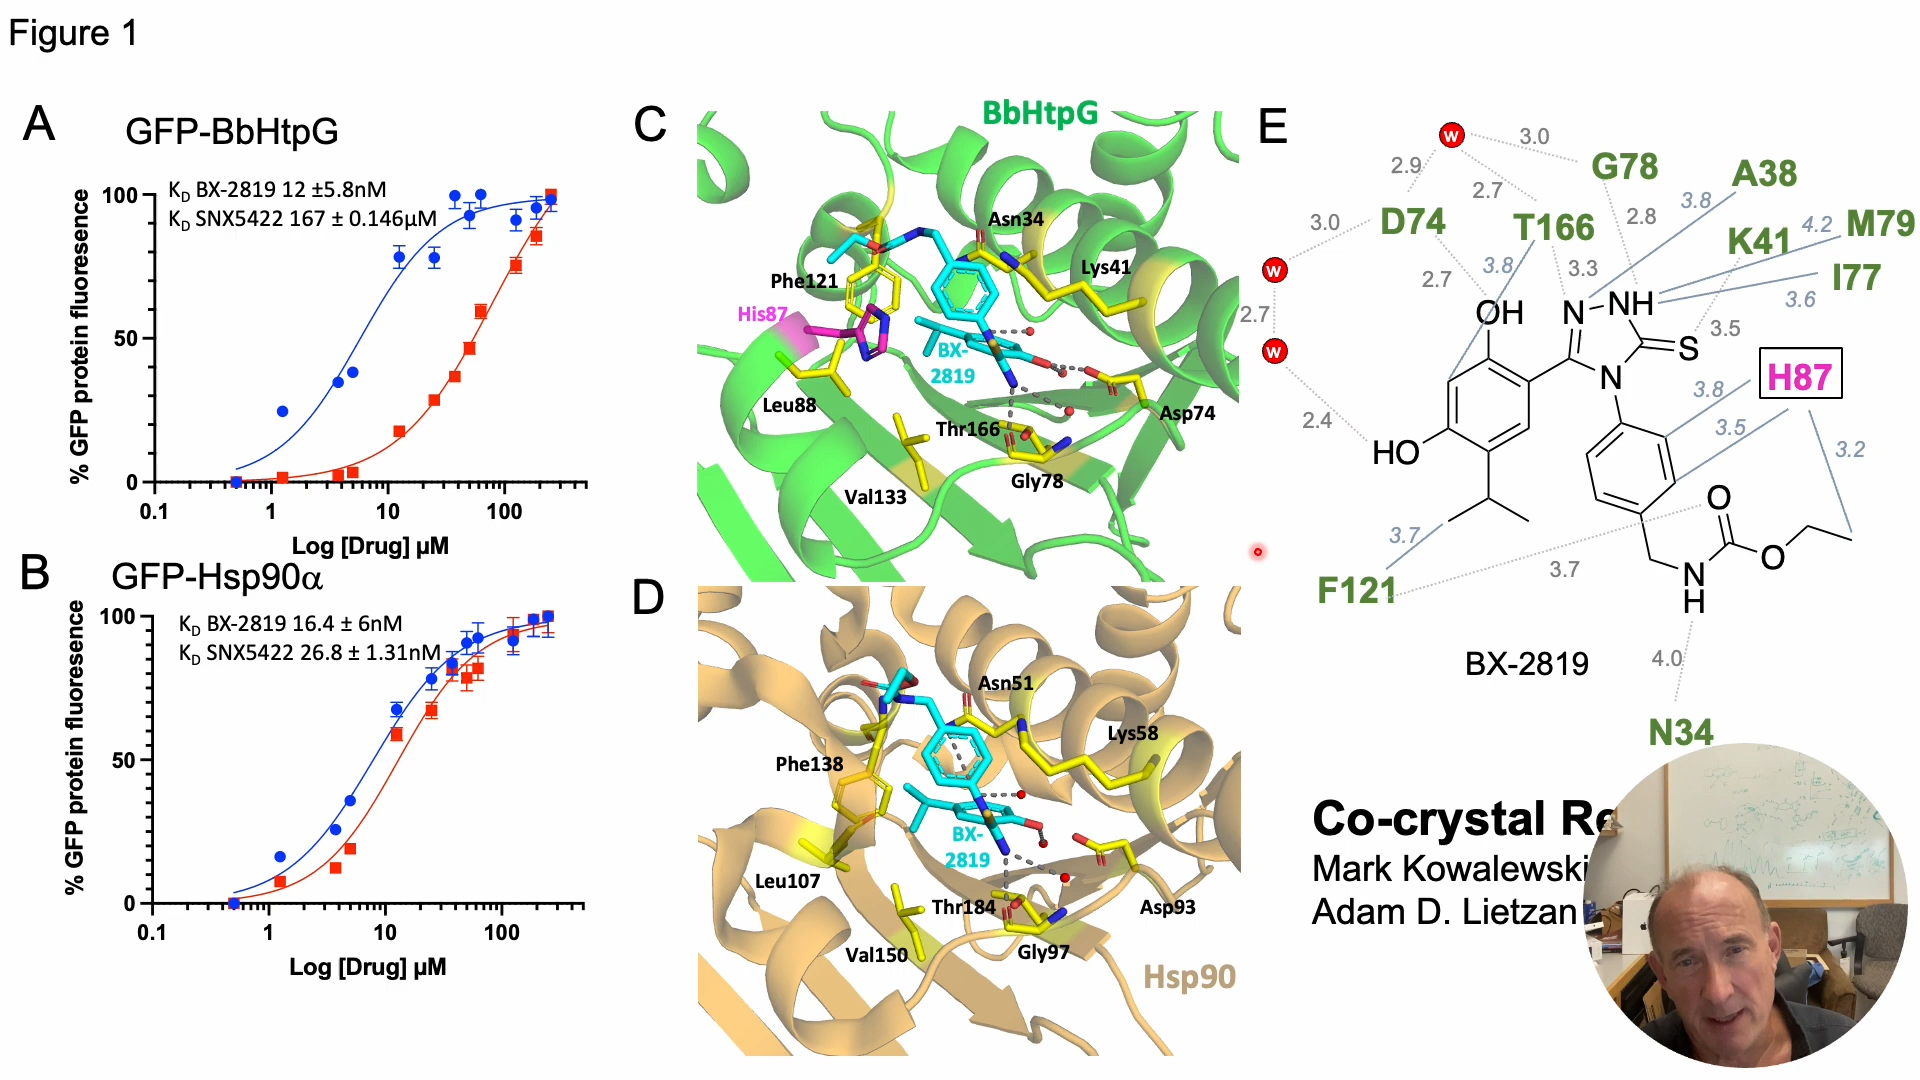 Figure 1
A
GFP-BbHtpG
K_D BX-2819 12 ±5.8nM
K_D SNX5422 167 ± 0.146µM
% GFP protein fluorescence
100
50
0
0.1 1 10 100
Log [Drug] µM
B
GFP-Hsp90α
K_D BX-2819 16.4 ± 6nM
K_D SNX5422 26.8 ± 1.31nM
% GFP protein fluorescence
100
50
0
0.1 1 10 100
Log [Drug] µM
C
BbHtpG
Asn34
Lys41
Phe121
His87
BX-
2819
Leu88
Asp74
Thr166
Gly78
Val133
D
Asn51
Lys58
Phe138
BX-
2819
Leu107
Thr184
Asp93
Val150
Gly97
Hsp90
E
w
3.0
2.9
G78
A38
2.7
3.8
3.0
D74
T166
2.8
K41
4.2
M79
w
3.8
3.3
2.7
I77
3.6
2.7
OH
N
NH
3.5
S
w
N
3.8
H87
2.4
3.5
HO
3.2
O
3.7
O
3.7
N
H
F121
BX-2819
4.0
N34
Co-crystal Re
Mark Kowalewski
Adam D. Lietzan